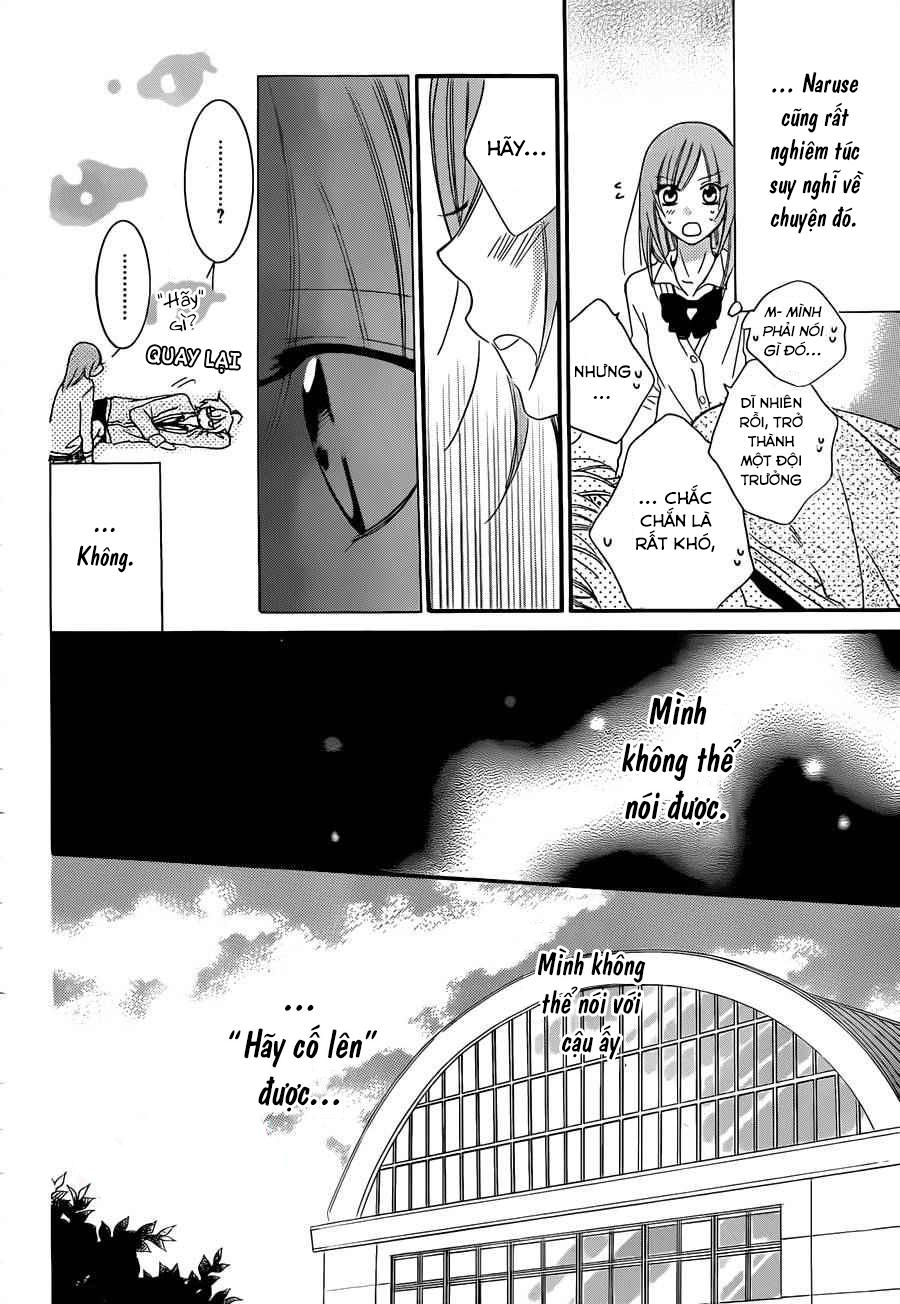 ... Naruse
cũng rất
nghiêm túc
suy nghĩ về
chuyện đó.
M- MÌNH
PHẢI NÓI
GÌ ĐÓ...
DĨ NHIÊN
RỒI, TRỞ
THÀNH
MỘT ĐỘI
TRƯỞNG
... CHẮC
CHẮN LÀ
RẤT KHÓ,
NHƯNG
...
HÃY...
.........?
.........
"Hãy"
gì?
QUAY LẠI
...
Không.
Mình
không thể
nói được.
Mình không
thể nói với
cậu ấy
...
“Hãy cố lên”
được...